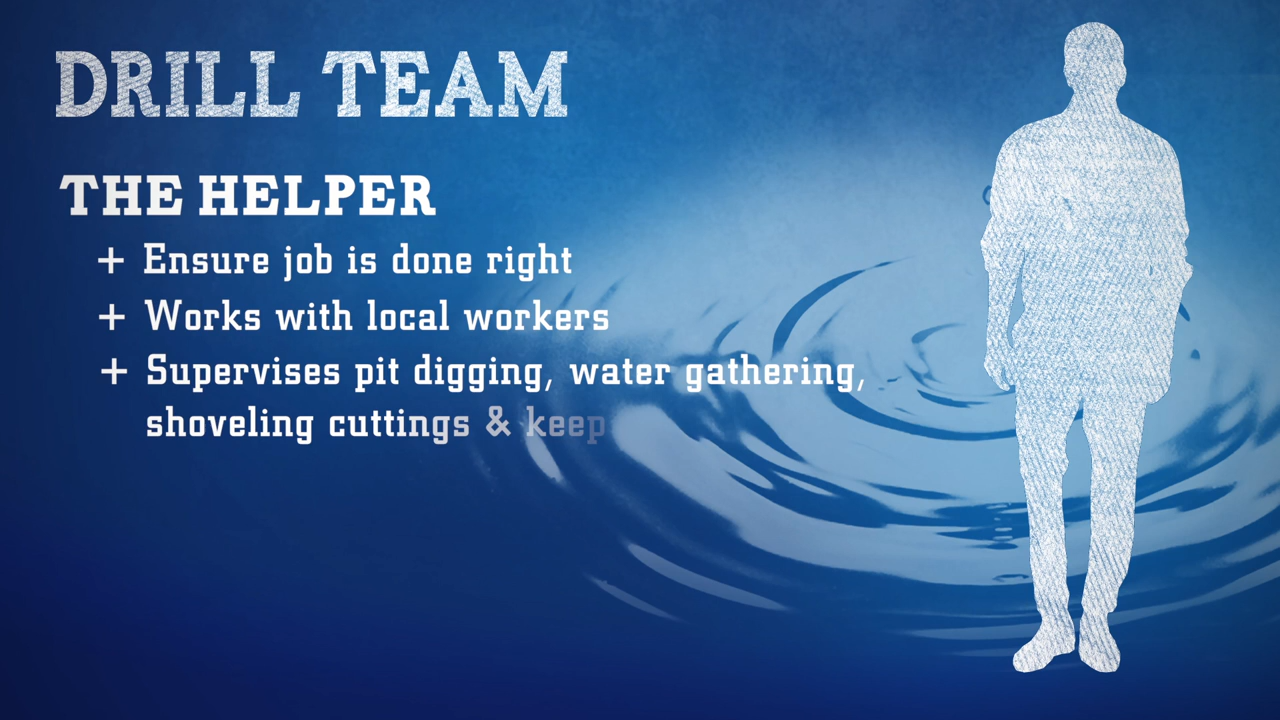 DRILL TEAM
THE HELPER
+ Ensure job is done right
+ Works with local workers
+ Supervises pit digging, water gathering,
shoveling cuttings & keep